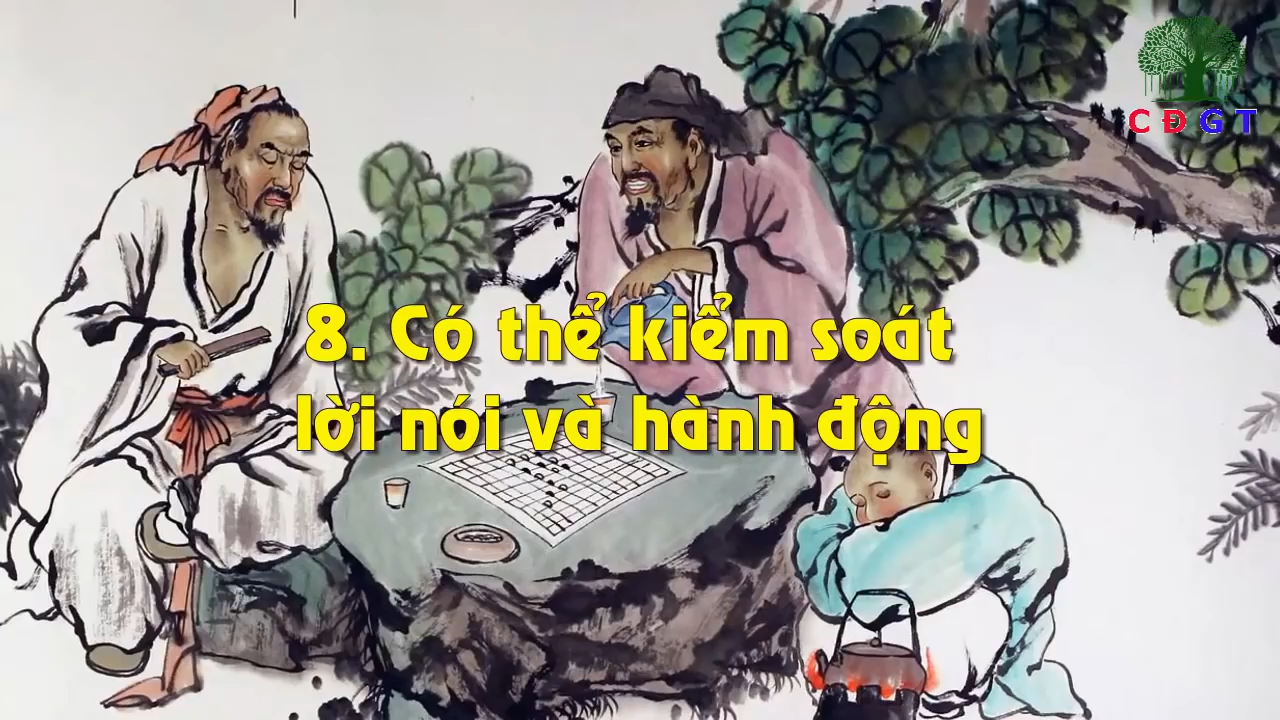 CĐGT
8. Có thể kiểm soát
lời nói và hành động